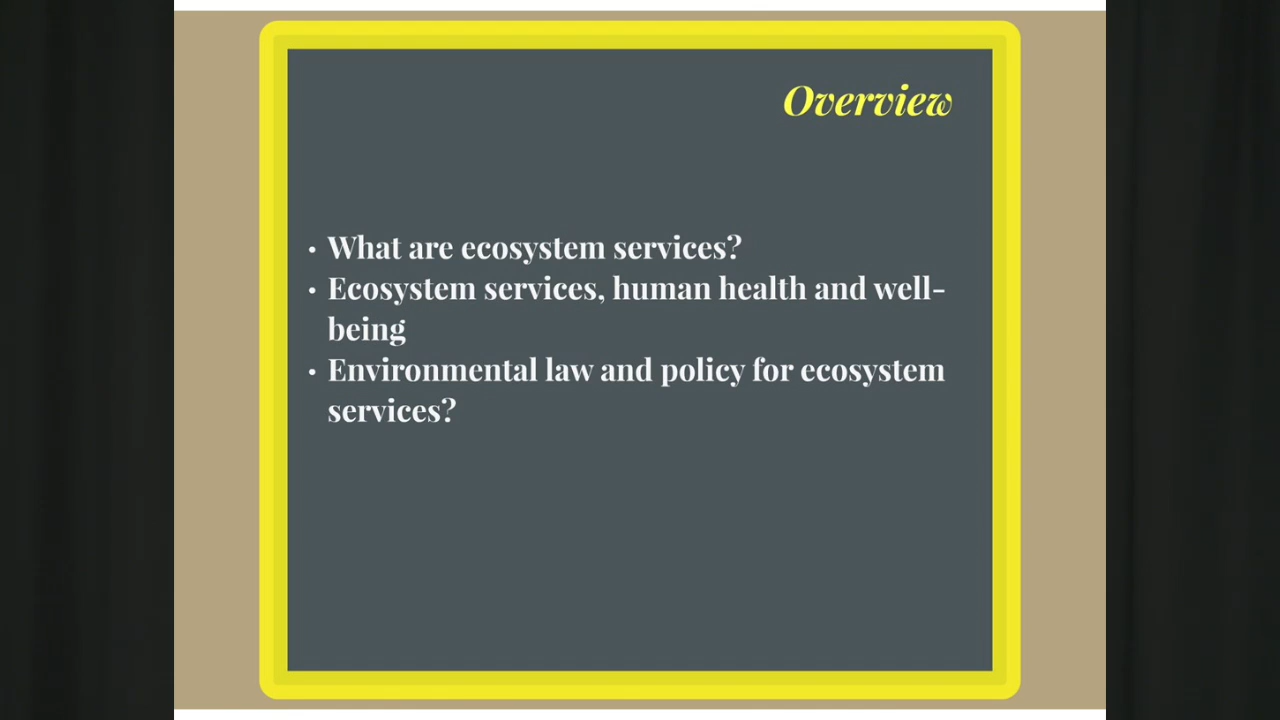 Overview
• What are ecosystem services?
• Ecosystem services, human health and well-
being
• Environmental law and policy for ecosystem
services?